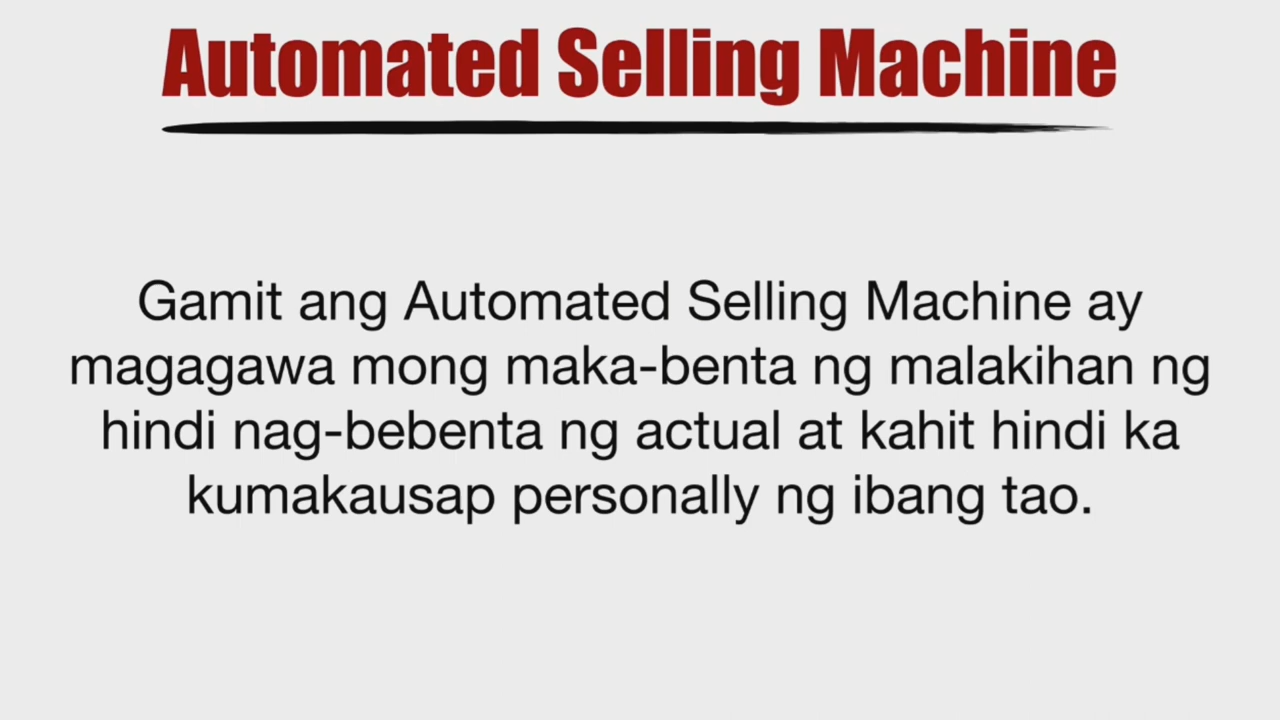 Automated Selling Machine
Gamit ang Automated Selling Machine ay
magagawa mong maka-benta ng malakihan ng
hindi nag-bebenta ng actual at kahit hindi ka
kumakausap personally ng ibang tao.